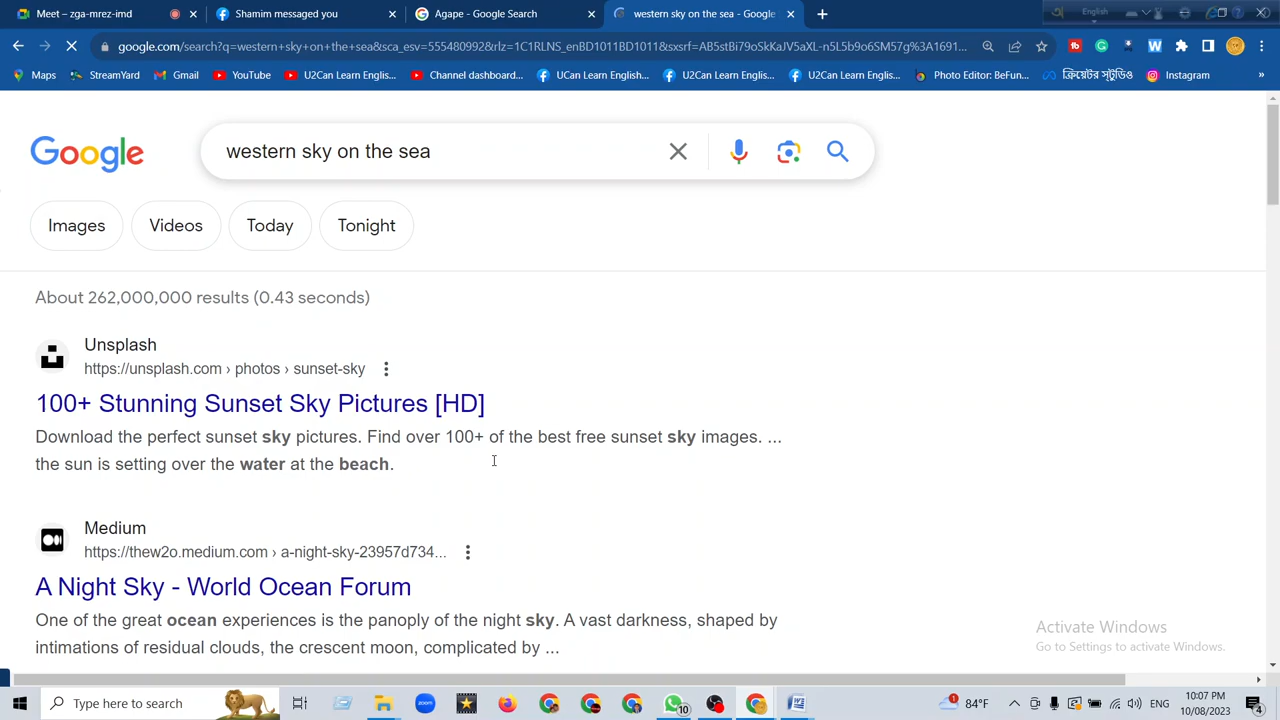 Meet – zga-mrez-imd
Shamim messaged you
Agape - Google Search
western sky on the sea - Google
English
google.com/search?q=western+sky+on+the+sea&sca_esv=555480992&rlz=1C1RLNS_enBD1011BD1011&sxsrf=AB5stBi79oSkKaJV5aXL-n5L5b9o6SM57g%3A1691...
Maps
StreamYard
Gmail
YouTube
U2Can Learn Englis...
Channel dashboard...
UCan Learn English...
U2Can Learn Englis...
U2Can Learn Englis...
Photo Editor: BeFun...
ক্রিয়েটর স্টুডিও
Instagram
»
Google
western sky on the sea
Images
Videos
Today
Tonight
About 262,000,000 results (0.43 seconds)
Unsplash
https://unsplash.com › photos › sunset-sky
100+ Stunning Sunset Sky Pictures [HD]
Download the perfect sunset sky pictures. Find over 100+ of the best free sunset sky images. ...
the sun is setting over the water at the beach.
Medium
https://thew2o.medium.com › a-night-sky-23957d734...
A Night Sky - World Ocean Forum
One of the great ocean experiences is the panoply of the night sky. A vast darkness, shaped by
intimations of residual clouds, the crescent moon, complicated by ...
Activate Windows
Go to Settings to activate Windows.
Type here to search
zoom
10
1
84°F
ENG
10:07 PM
10/08/2023
4